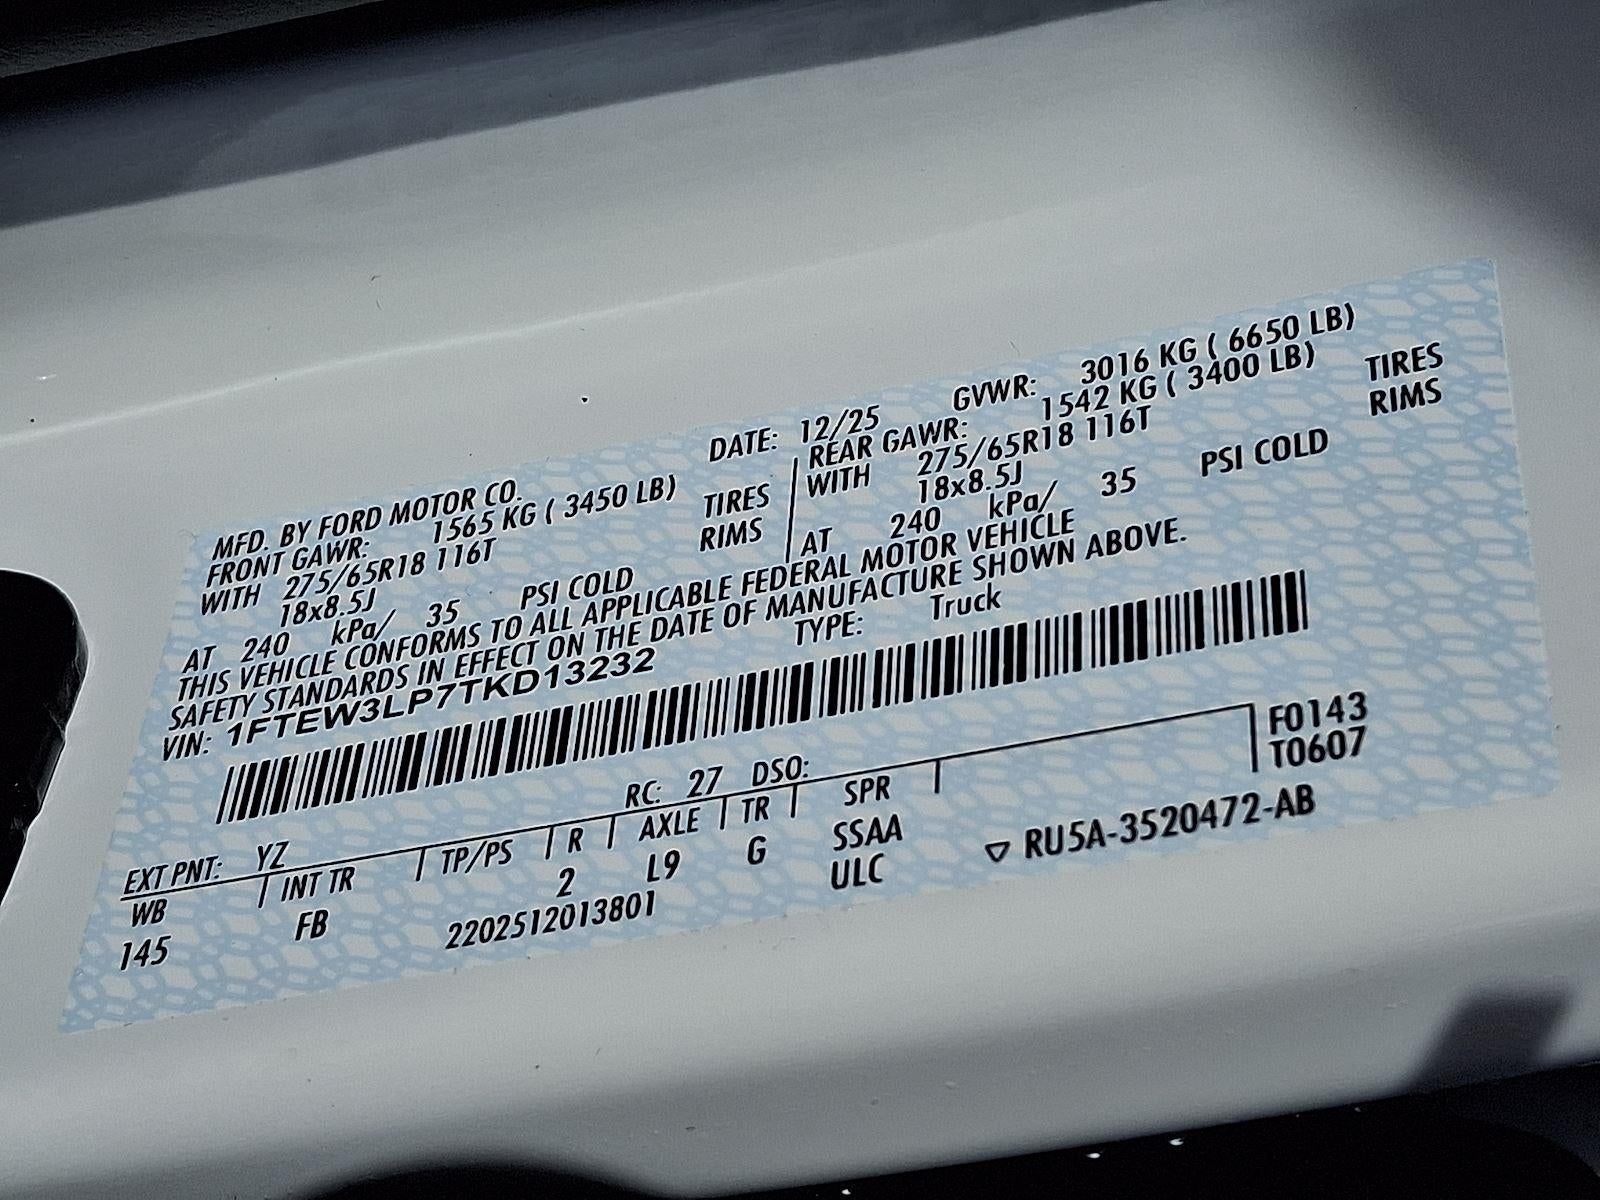 MFD. BY FORD MOTOR CO.
DATE: 12/25 GVWR: 3016 KG ( 6650 LB)
FRONT GAWR: 1565 KG ( 3450 LB) REAR GAWR: 1542 KG ( 3400 LB)
WITH 275/65R18 116T TIRES WITH 275/65R18 116T TIRES
18x8.5J RIMS 18x8.5J RIMS
AT 240 kPa/ 35 PSI COLD AT 240 kPa/ 35 PSI COLD
THIS VEHICLE CONFORMS TO ALL APPLICABLE FEDERAL MOTOR VEHICLE
SAFETY STANDARDS IN EFFECT ON THE DATE OF MANUFACTURE SHOWN ABOVE.
VIN: 1FTEW3LP7TKD13232 TYPE: Truck
F0143
T0607
EXT PNT: YZ RC: 27 DSO:
WB INT TR TP/PS R AXLE TR SPR
145 FB 2 L9 G SSAA
2202512013801 ULC ▽ RU5A-3520472-AB